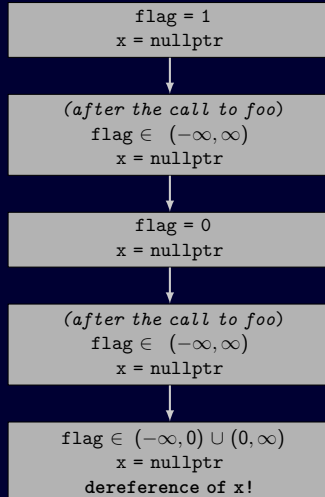 flag = 1
x = nullptr
(after the call to foo)
flag ∈ (−∞, ∞)
x = nullptr
flag = 0
x = nullptr
(after the call to foo)
flag ∈ (−∞, ∞)
x = nullptr
flag ∈ (−∞, 0) ∪ (0, ∞)
x = nullptr
dereference of x!